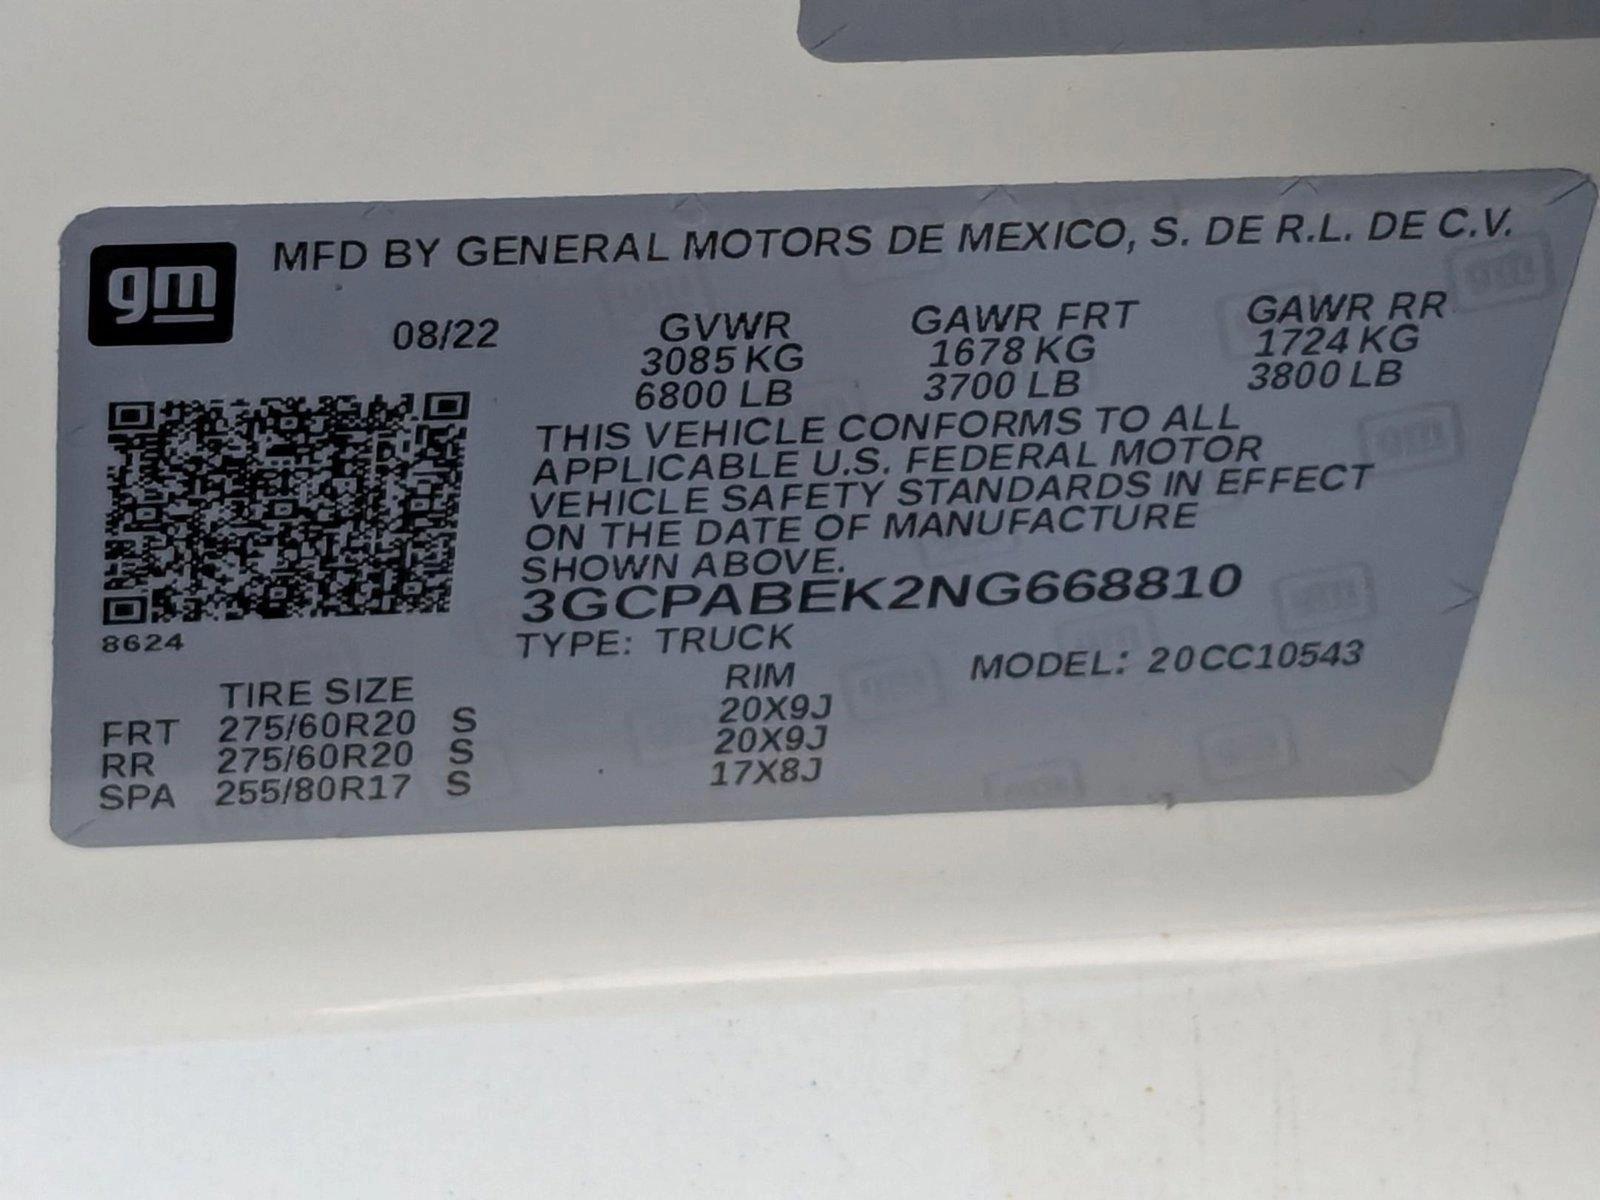 gm
MFD BY GENERAL MOTORS DE MEXICO, S. DE R.L. DE C.V.
08/22 GVWR GAWR FRT GAWR RR
3085 KG 1678 KG 1724 KG
6800 LB 3700 LB 3800 LB
THIS VEHICLE CONFORMS TO ALL
APPLICABLE U.S. FEDERAL MOTOR
VEHICLE SAFETY STANDARDS IN EFFECT
ON THE DATE OF MANUFACTURE
SHOWN ABOVE.
3GCPABEK2NG668810
8624
TYPE: TRUCK MODEL: 20CC10543
TIRE SIZE RIM
FRT 275/60R20 S 20X9J
RR 275/60R20 S 20X9J
SPA 255/80R17 S 17X8J